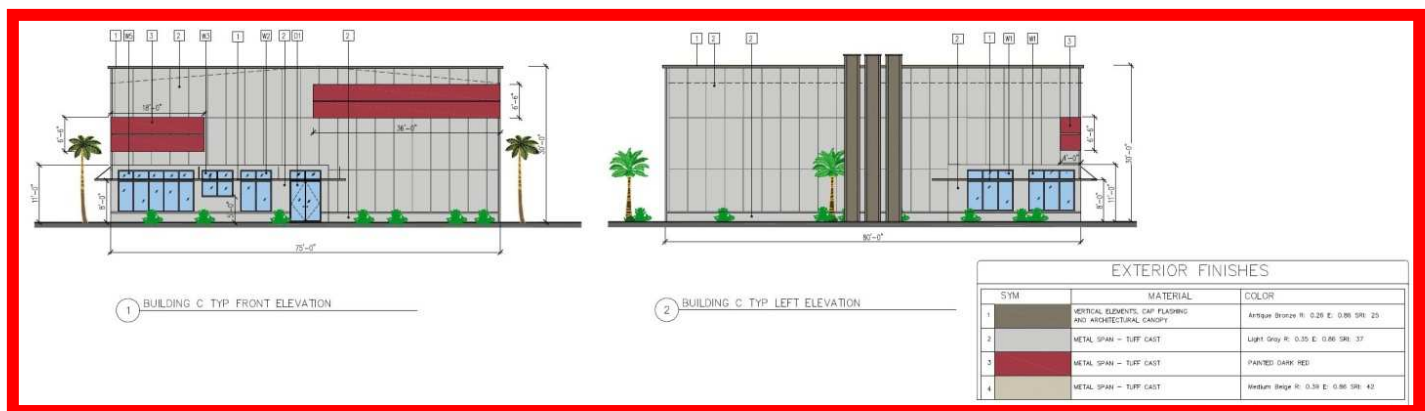 1 W5 3 2 W3 1 W2 2 D1 2
18'-0"
6'-6"
36'-0"
6'-6"
30'-0"
11'-0"
8'-0"
75'-0"
1 BUILDING C TYP FRONT ELEVATION
1 2 2 2 1 W1 W1 3
6'-6"
4'-0"
30'-0"
8'-0"
11'-0"
80'-0"
2 BUILDING C TYP LEFT ELEVATION
EXTERIOR FINISHES
SYM MATERIAL COLOR
1 VERTICAL ELEMENTS, CAP FLASHING
AND ARCHITECTURAL CANOPY
Antique Bronze R: 0.26 E: 0.86 SRI: 25
2 METAL SPAN - TUFF CAST Light Gray R: 0.35 E: 0.86 SRI: 37
3 METAL SPAN - TUFF CAST PAINTED DARK RED
4 METAL SPAN - TUFF CAST Medium Beige R: 0.39 E: 0.86 SRI: 42